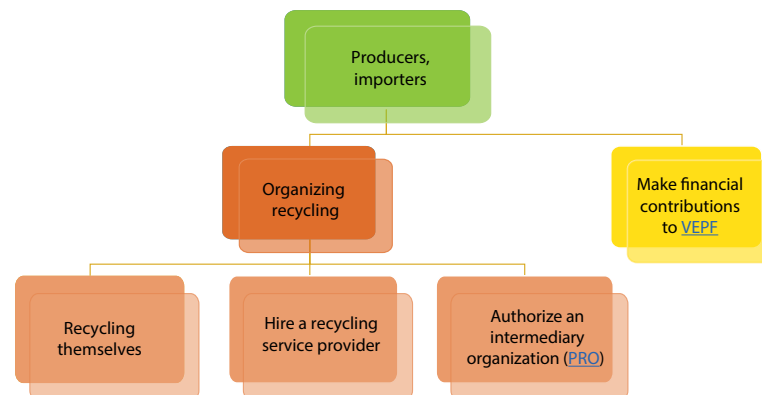 Producers,
importers
Organizing
recycling
Make financial
contributions
to VEPF
Recycling
themselves
Hire a recycling
service provider
Authorize an
intermediary
organization (PRO)